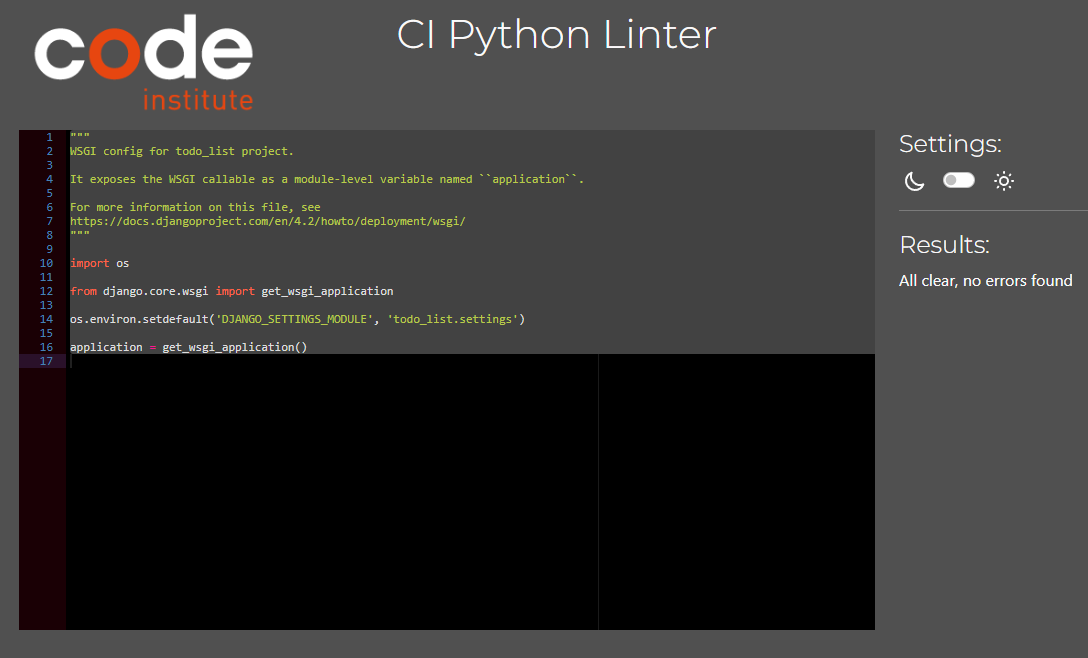 code
institute
CI Python Linter
1 """
2 WSGI config for todo_list project.
3
4 It exposes the WSGI callable as a module-level variable named ``application``.
5
6 For more information on this file, see
7 https://docs.djangoproject.com/en/4.2/howto/deployment/wsgi/
8 """
9
10 import os
11
12 from django.core.wsgi import get_wsgi_application
13
14 os.environ.setdefault('DJANGO_SETTINGS_MODULE', 'todo_list.settings')
15
16 application = get_wsgi_application()
17
Settings:
Results:
All clear, no errors found